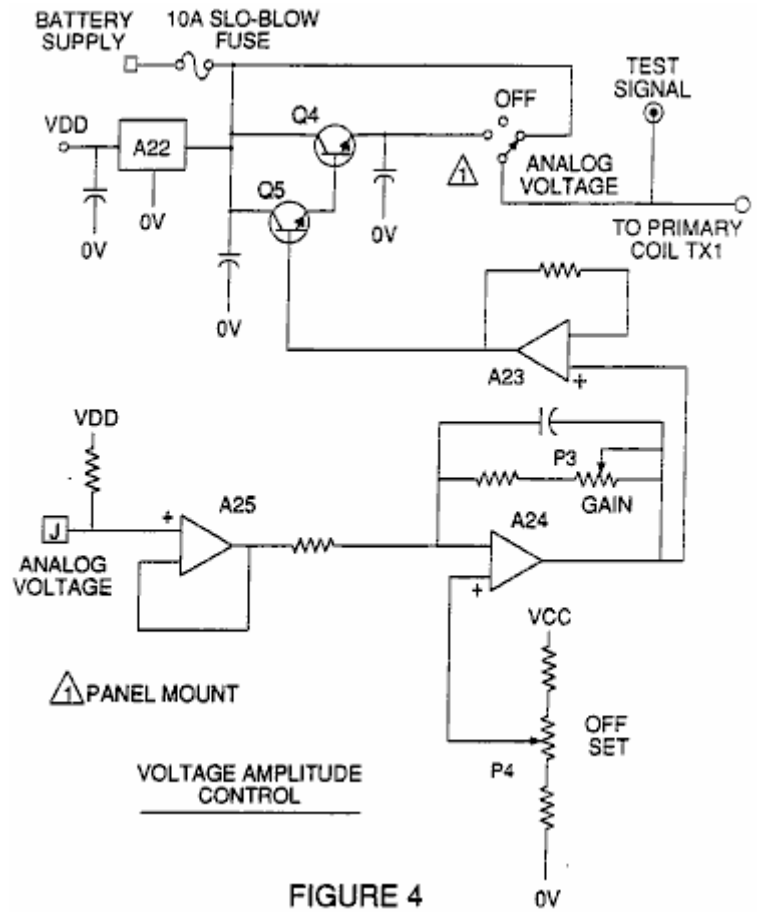 BATTERY
SUPPLY
10A SLO-BLOW
FUSE
TEST
SIGNAL
OFF
Q4
VDD
A22
1
ANALOG
VOLTAGE
Q5
0V
0V
0V
0V
TO PRIMARY
COIL TX1
A23
+
VDD
P3
GAIN
A25
+
A24
+
J
ANALOG
VOLTAGE
VCC
1 PANEL MOUNT
OFF
SET
P4
VOLTAGE AMPLITUDE
CONTROL
0V
FIGURE 4